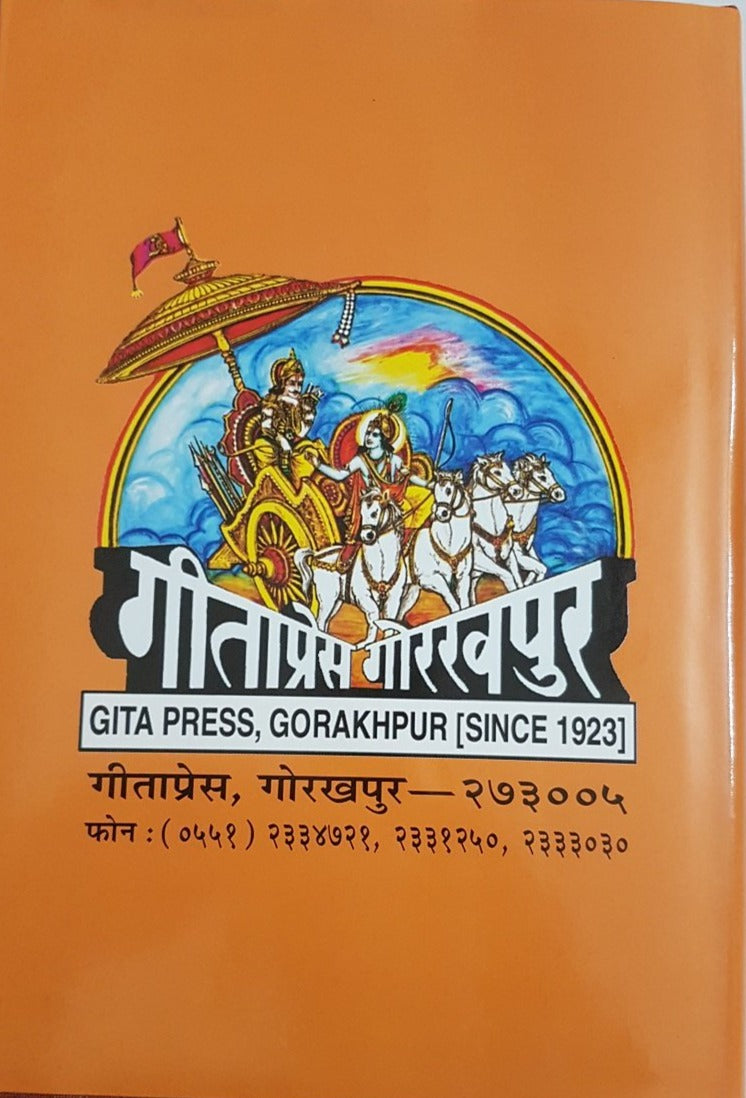 गीताप्रेस गोरखपुर
GITA PRESS, GORAKHPUR [SINCE 1923]
गीताप्रेस, गोरखपुर—२७३००५
फोन : ( ०५५१ ) २३३४७२१, २३३१२५०, २३३३०३०